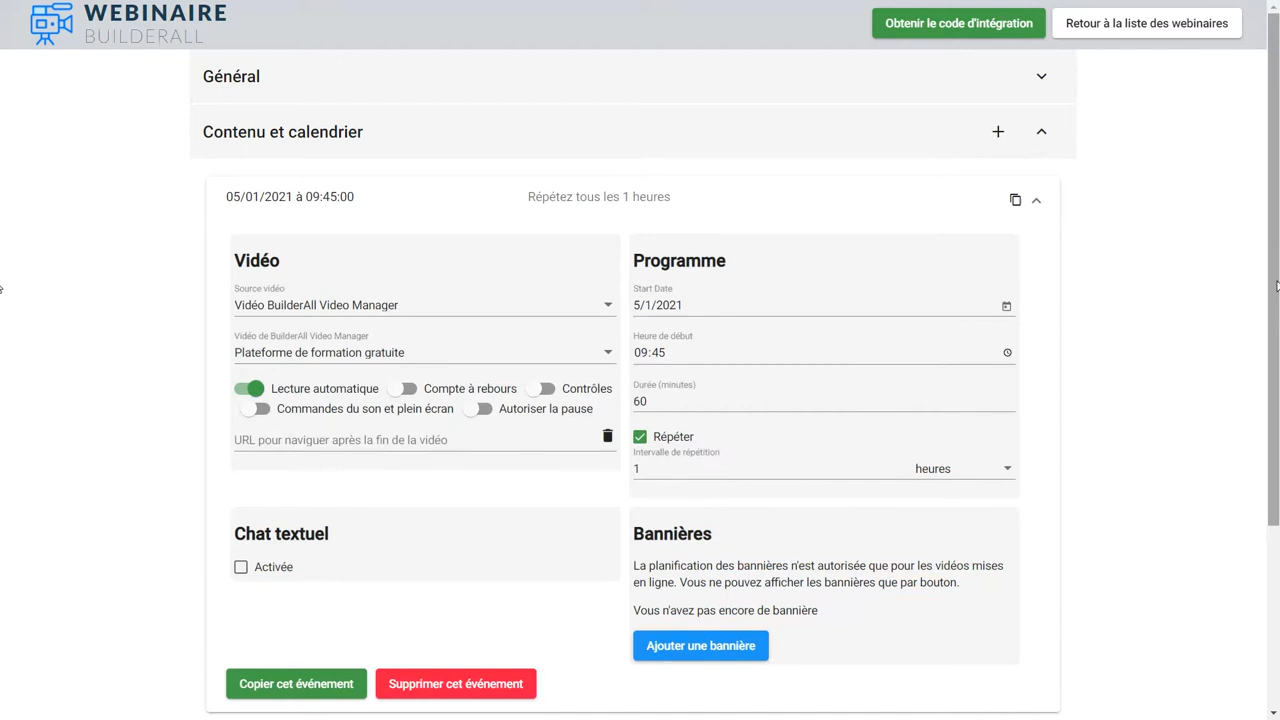 WEBINAIRE
BUILDERALL
Obtenir le code d'intégration
Retour à la liste des webinaires
Général
Contenu et calendrier
05/01/2021 à 09:45:00
Répétez tous les 1 heures
Vidéo
Source vidéo
Vidéo BuilderAll Video Manager
Vidéo de BuilderAll Video Manager
Plateforme de formation gratuite
Lecture automatique
Compte à rebours
Contrôles
Commandes du son et plein écran
Autoriser la pause
URL pour naviguer après la fin de la vidéo
Programme
Start Date
5/1/2021
Heure de début
09:45
Durée (minutes)
60
Répéter
Intervalle de répétition
1
heures
Chat textuel
Activée
Bannières
La planification des bannières n'est autorisée que pour les vidéos mises
en ligne. Vous ne pouvez afficher les bannières que par bouton.
Vous n'avez pas encore de bannière
Ajouter une bannière
Copier cet événement
Supprimer cet événement